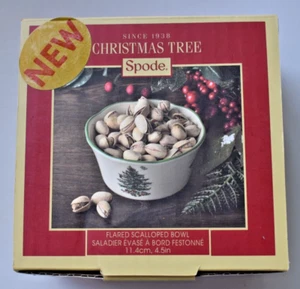 NEW
SINCE 1938
CHRISTMAS TREE
Spode.
FLARED SCALLOPED BOWL
SALADIER ÉVASÉ À BORD FESTONNÉ
11.4cm, 4.5in